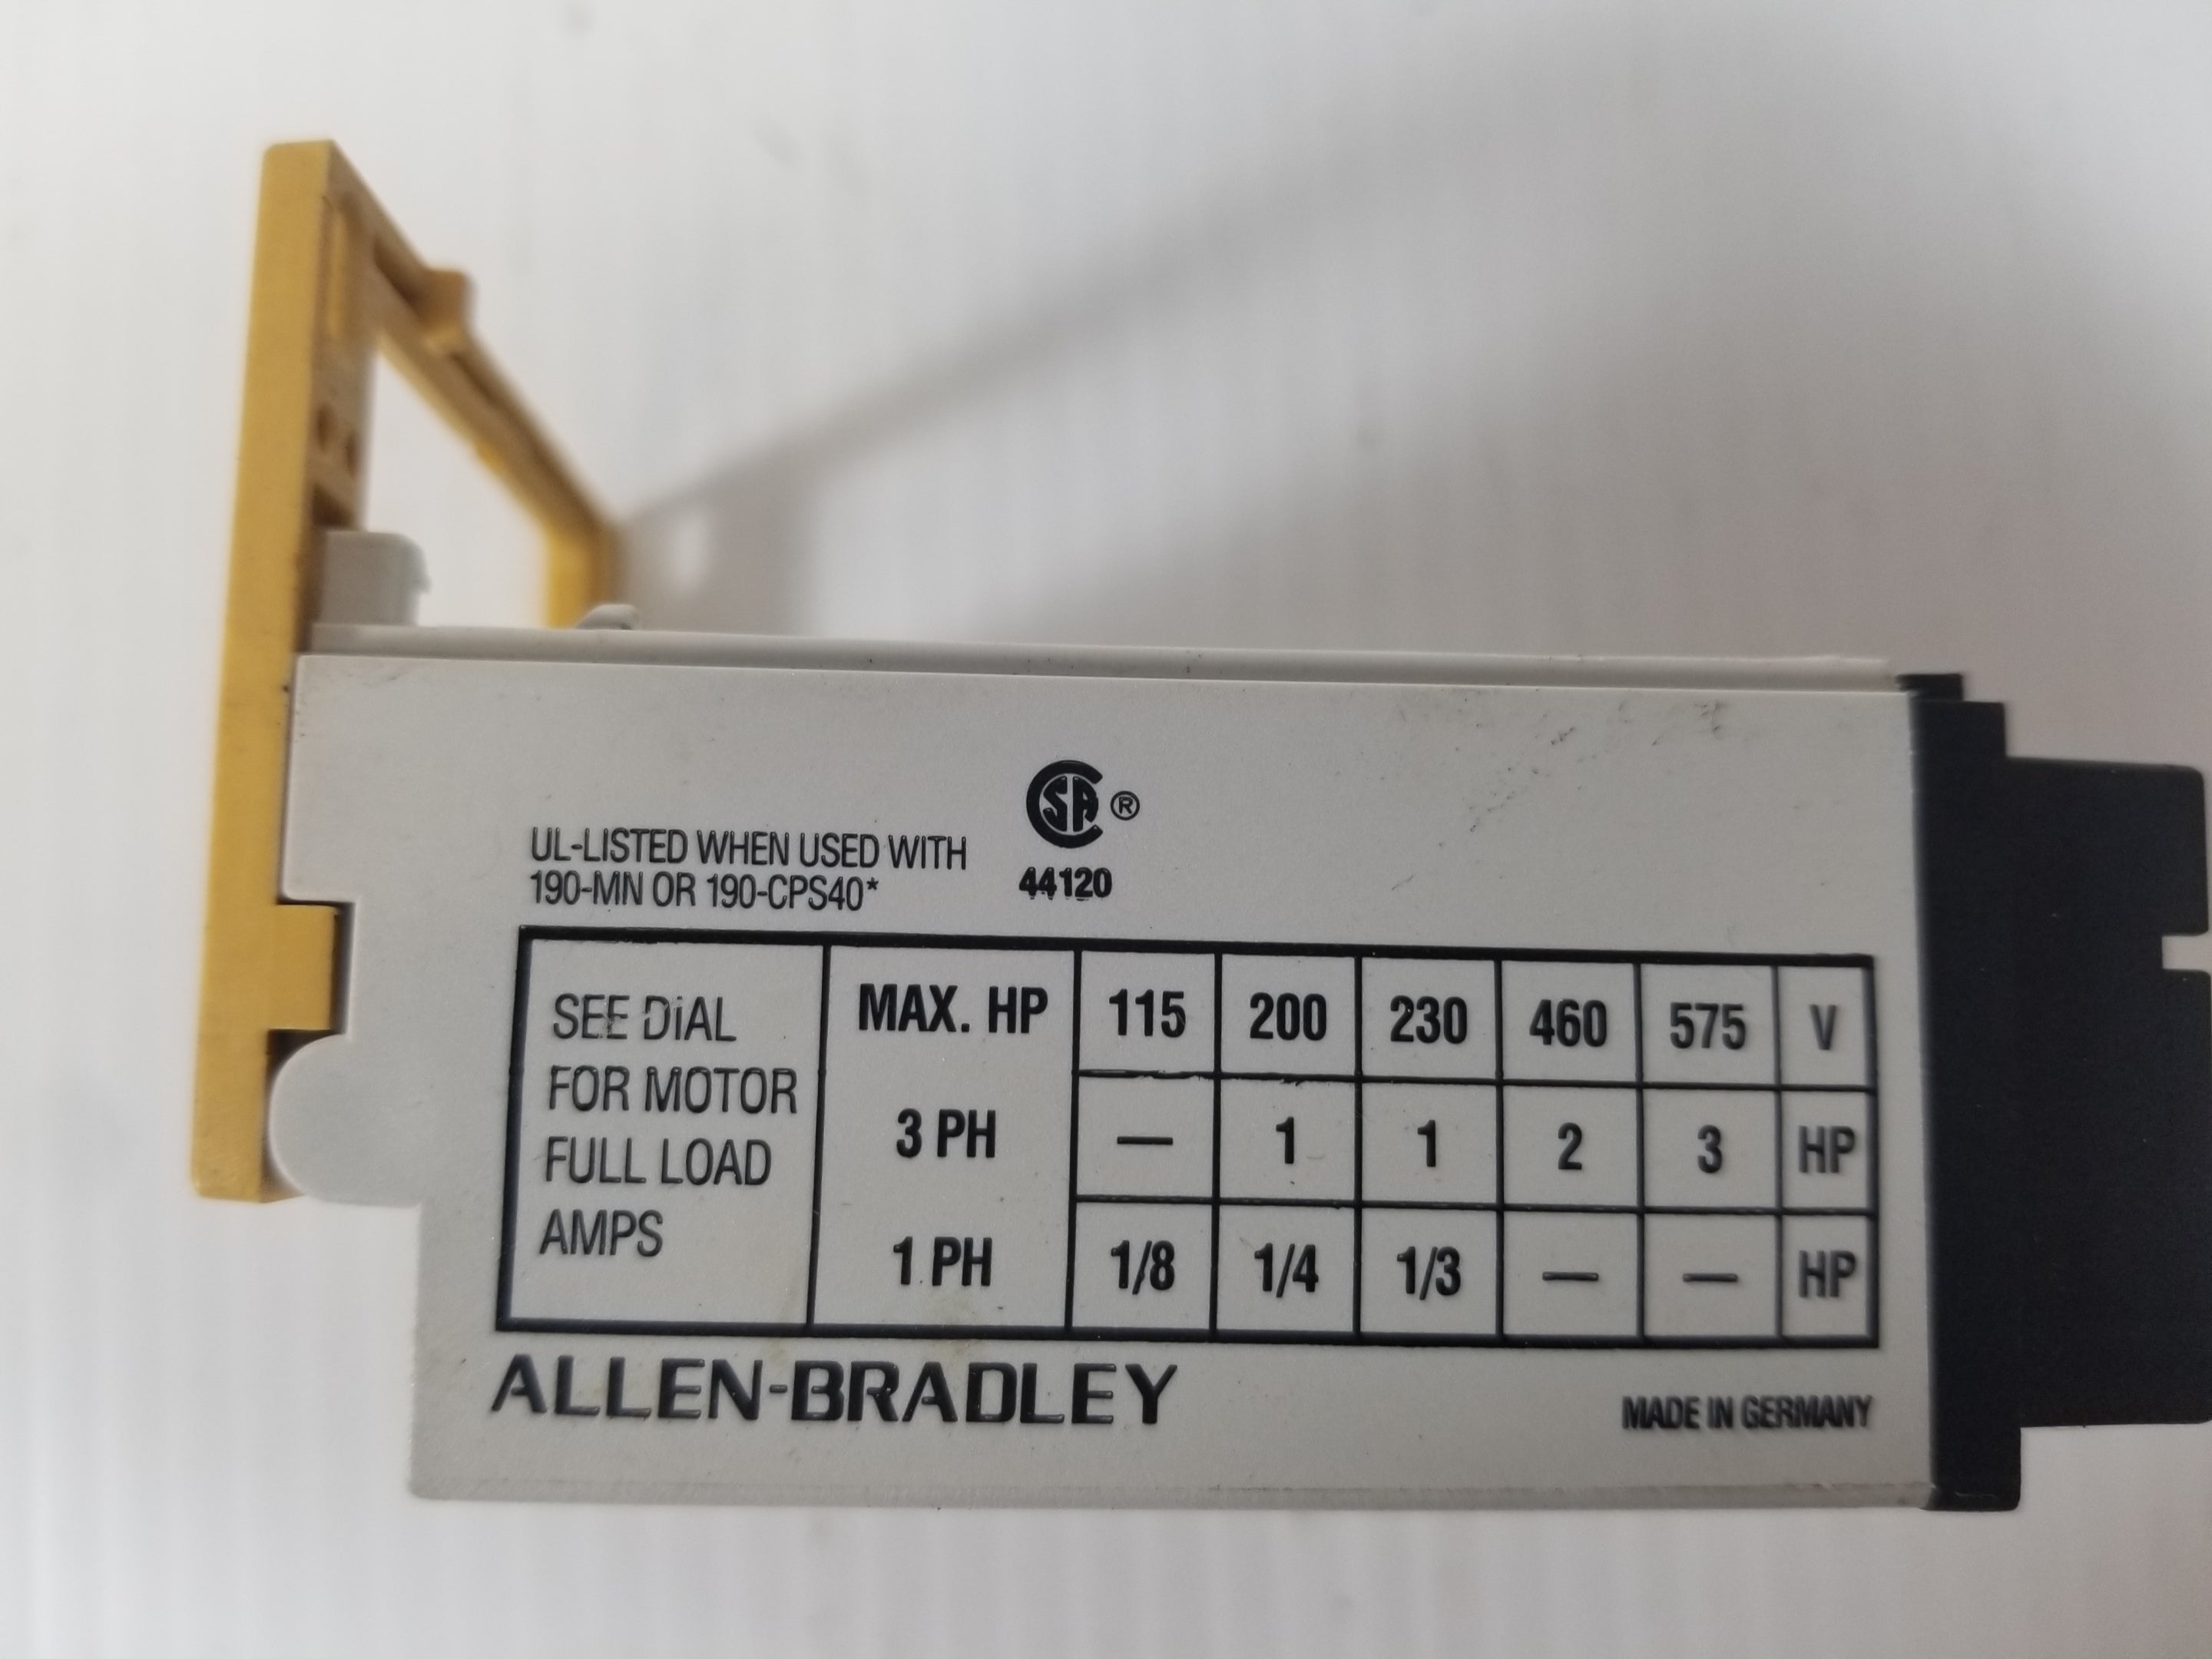 CSA ®
UL-LISTED WHEN USED WITH
190-MN OR 190-CPS40*
44120
SEE DiAL
FOR MOTOR
FULL LOAD
AMPS
MAX. HP 115 200 230 460 575 V
3 PH — 1 1 2 3 HP
1 PH 1/8 1/4 1/3 — — HP
ALLEN-BRADLEY
MADE IN GERMANY